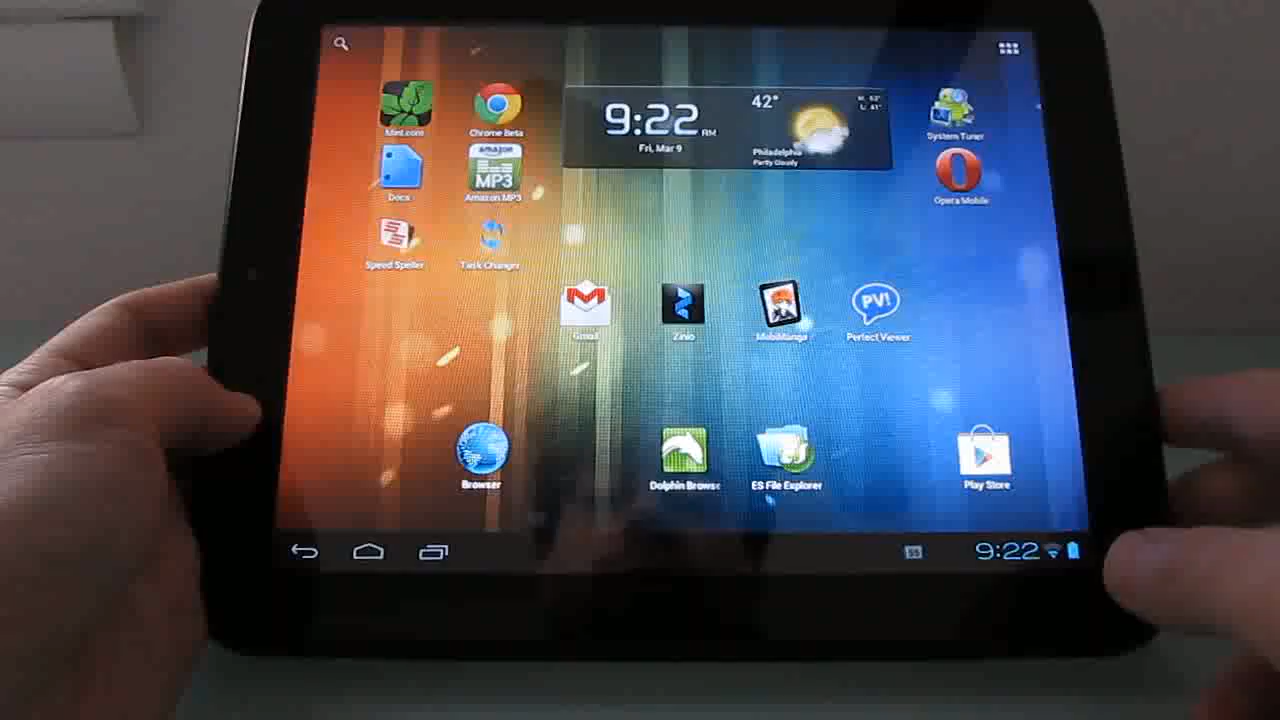 42°
9:22 AM
Fri, Mar 9
Philadelphia
Partly Cloudy
Mint.com
Chrome Beta
System Tuner
amazon
MP3
Docs
Amazon MP3
Opera Mobile
Speed Speller
Task Changer
PV!
Gmail
Zinio
Perfect Viewer
Browser
Dolphin Browse
ES File Explorer
Play Store
9:22